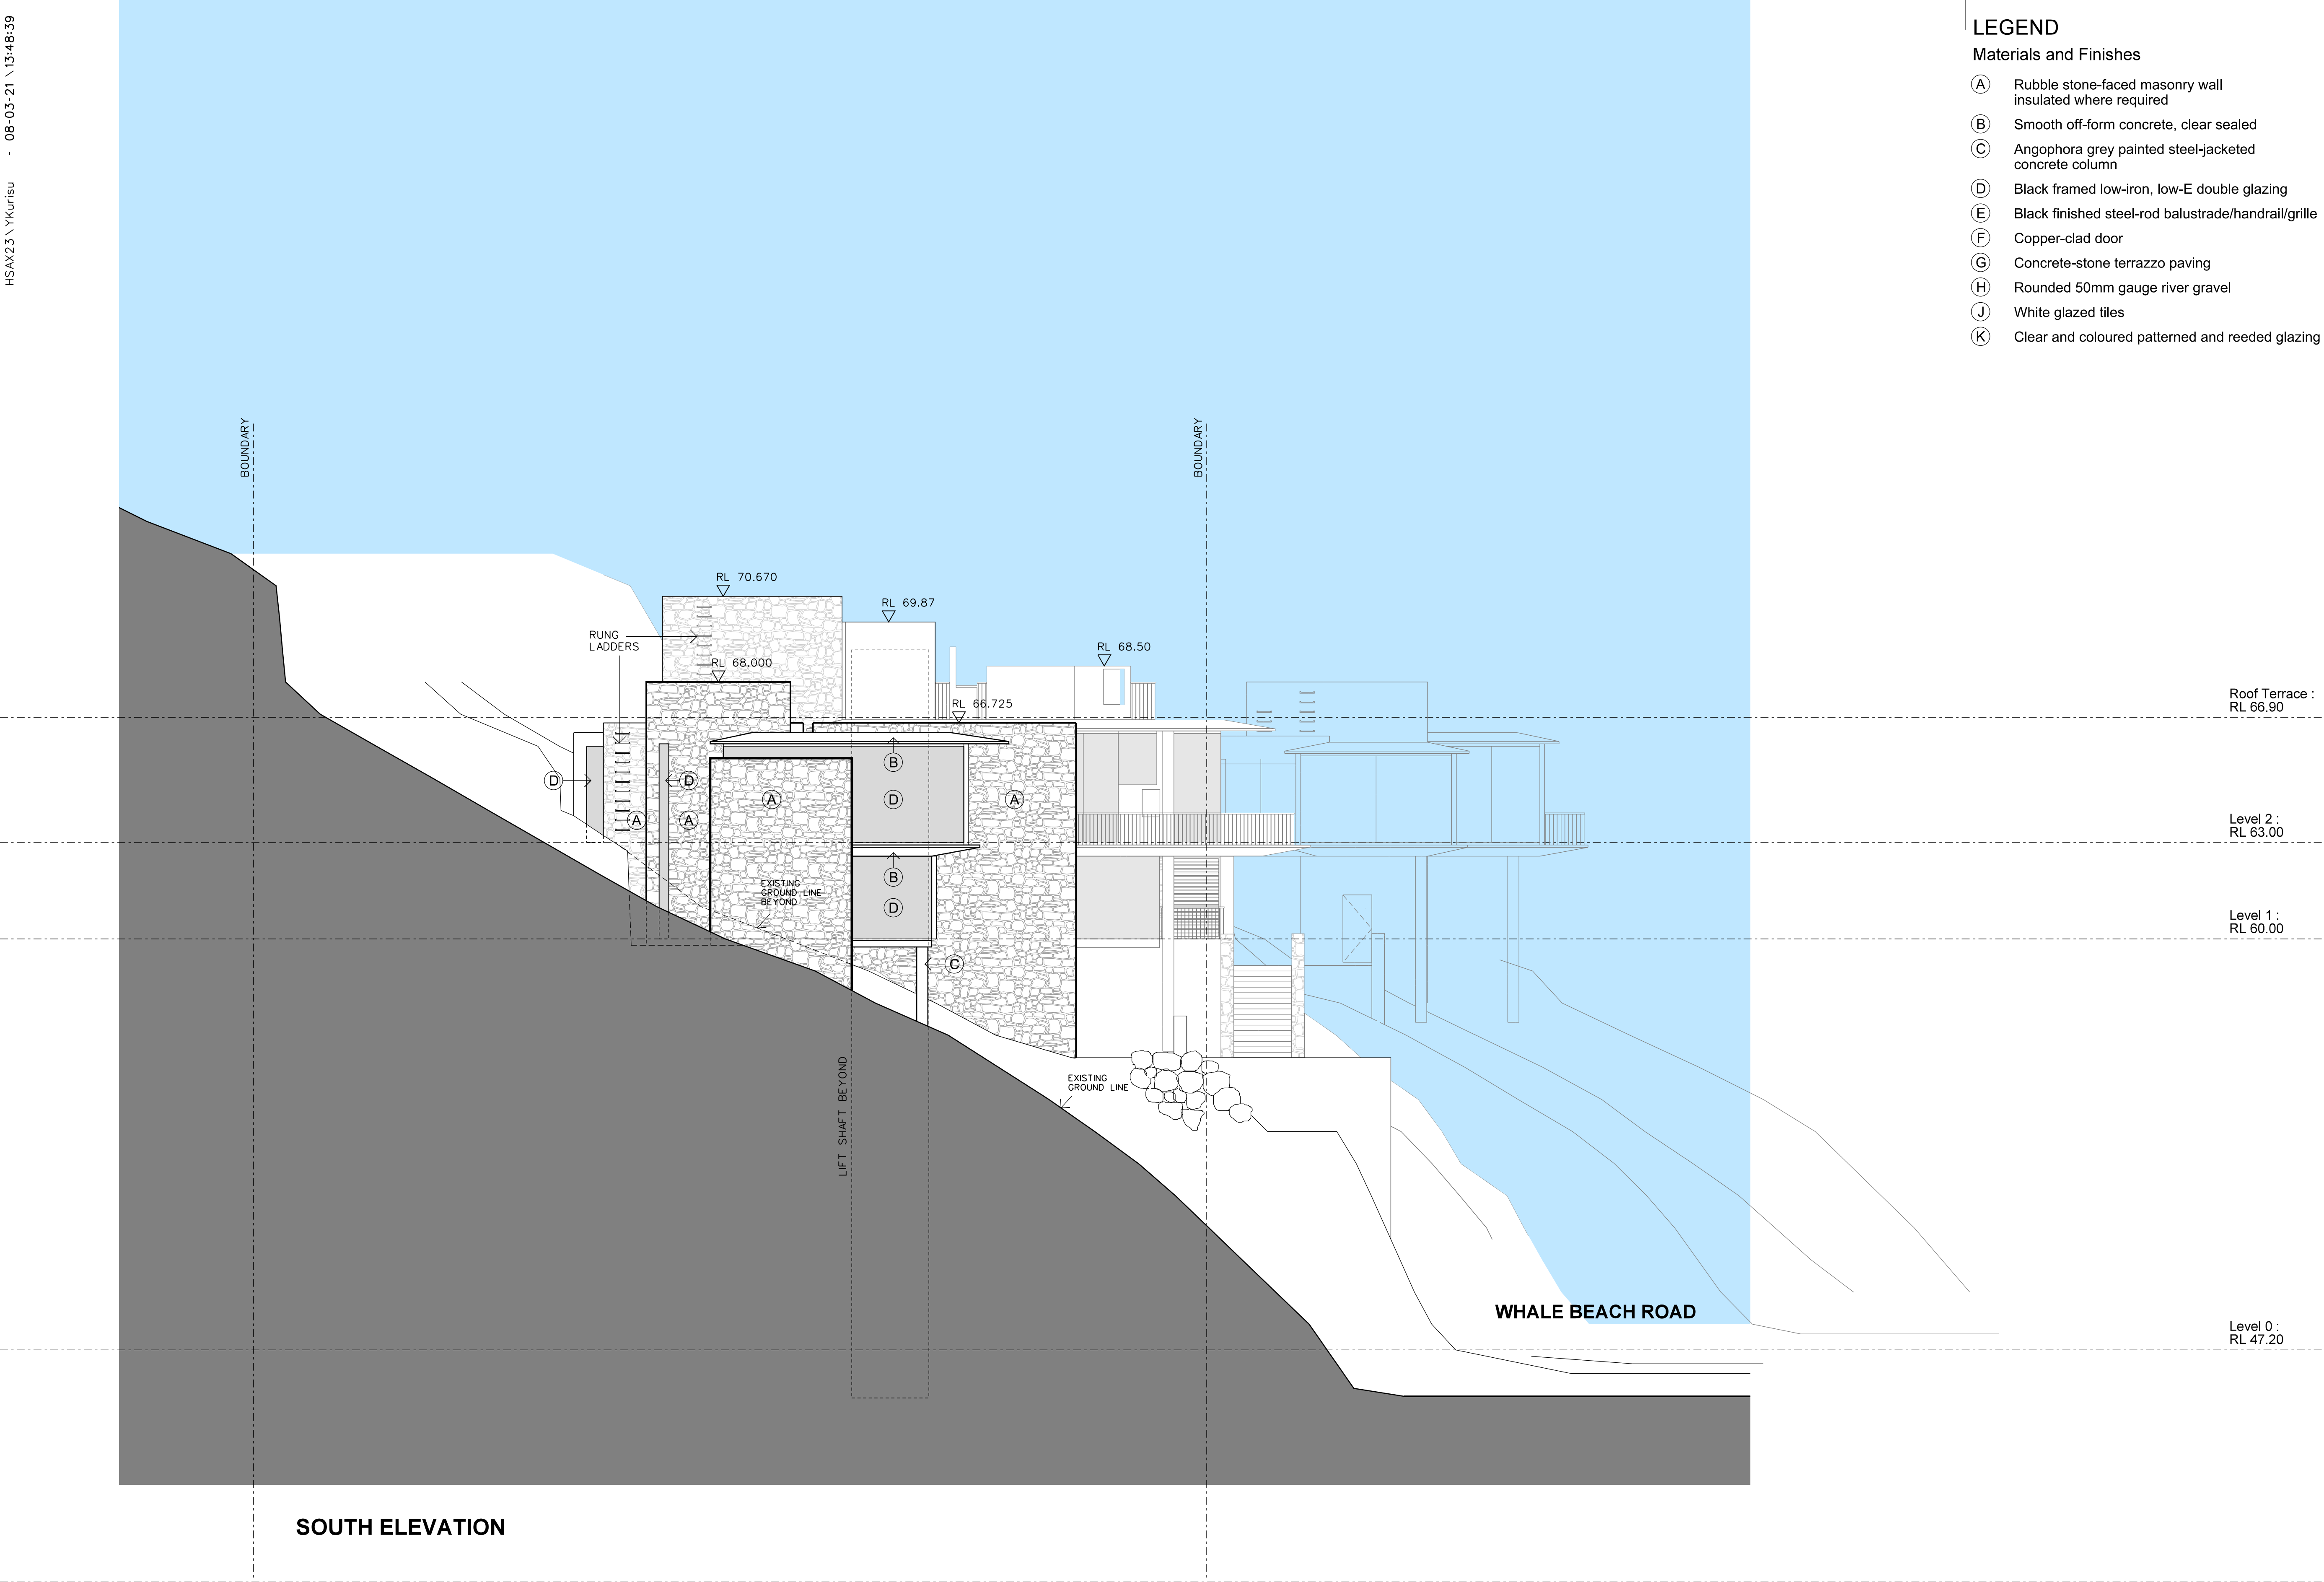 HSAX23\YKurisu - 08-03-21 \13:48:39
LEGEND
Materials and Finishes
A Rubble stone-faced masonry wall
insulated where required
B Smooth off-form concrete, clear sealed
C Angophora grey painted steel-jacketed
concrete column
D Black framed low-iron, low-E double glazing
E Black finished steel-rod balustrade/handrail/grille
F Copper-clad door
G Concrete-stone terrazzo paving
H Rounded 50mm gauge river gravel
J White glazed tiles
K Clear and coloured patterned and reeded glazing
BOUNDARY
BOUNDARY
RL 70.670
RL 69.87
RUNG
LADDERS
RL 68.50
RL 68.000
RL 66.725
Roof Terrace :
RL 66.90
B
D
D
A
D
A
A
A
Level 2 :
RL 63.00
B
EXISTING
GROUND LINE
BEYOND
D
Level 1 :
RL 60.00
C
LIFT SHAFT BEYOND
EXISTING
GROUND LINE
WHALE BEACH ROAD
Level 0 :
RL 47.20
SOUTH ELEVATION